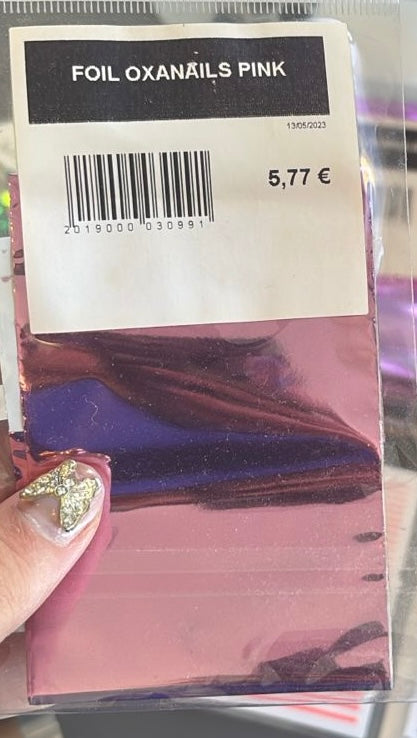 FOIL OXANAILS PINK
13/05/2023
5,77 €
2019000 030991